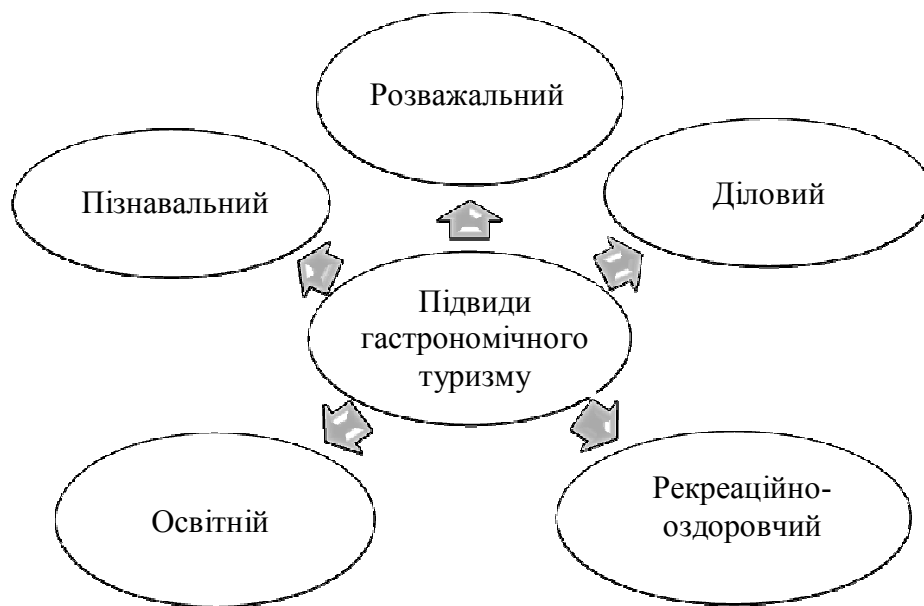 Розважальний
Пізнавальний
Діловий
Підвиди
гастрономічного
туризму
Освітній
Рекреаційно-
оздоровчий